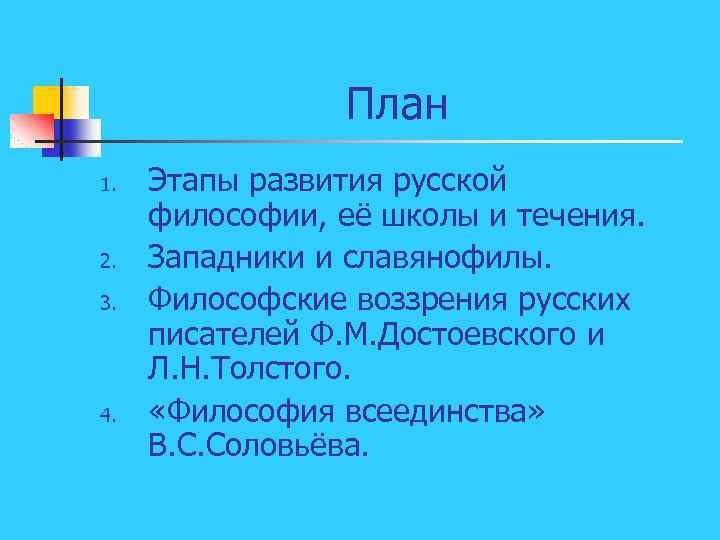 План
1. Этапы развития русской
философии, её школы и течения.
2. Западники и славянофилы.
3. Философские воззрения русских
писателей Ф.М.Достоевского и
Л.Н.Толстого.
4. «Философия всеединства»
В.С.Соловьёва.